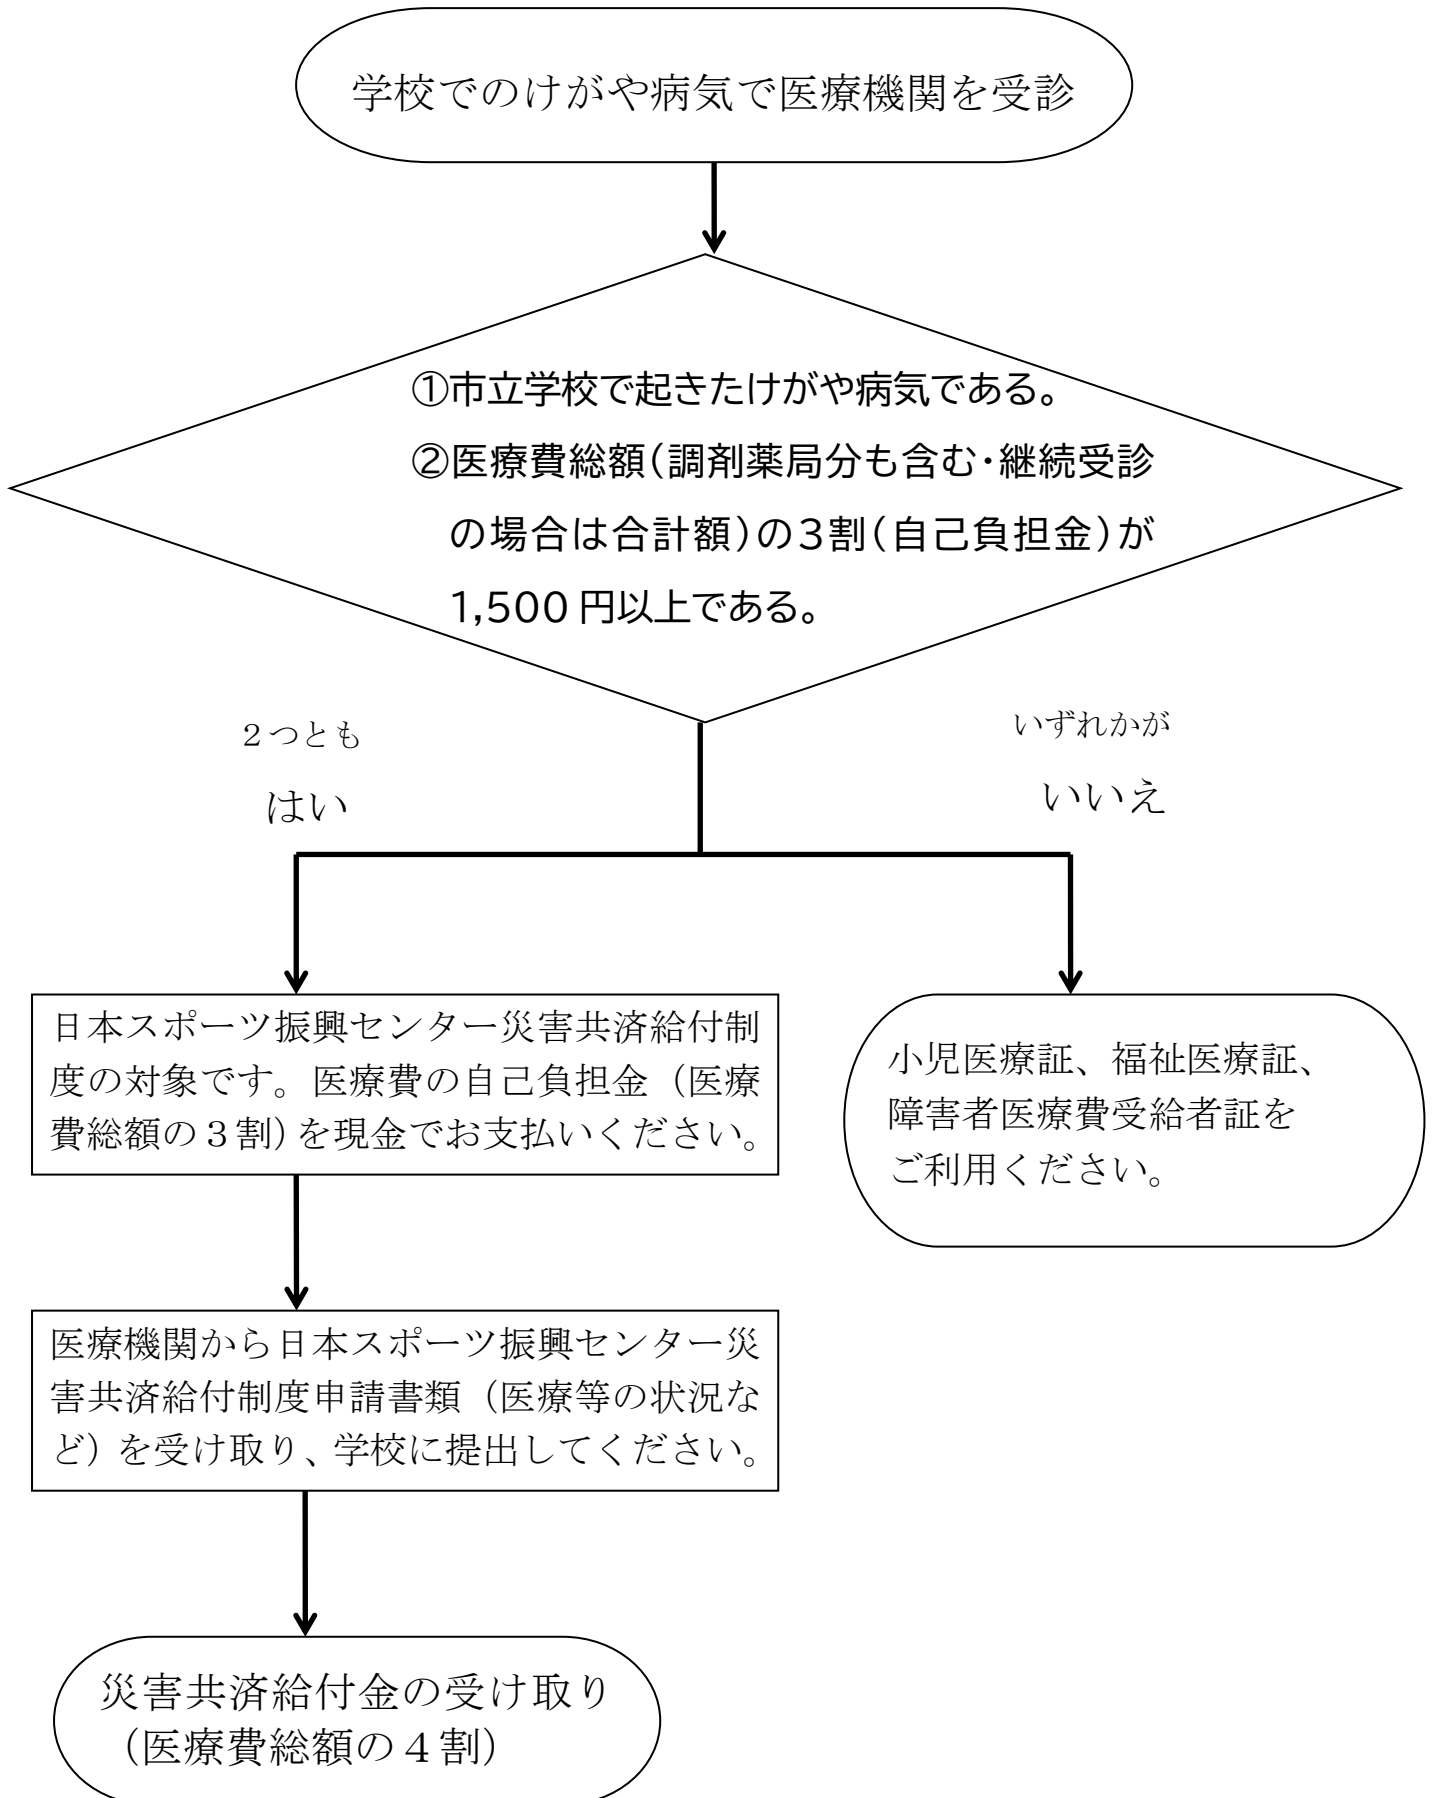 学校でのけがや病気で医療機関を受診
①市立学校で起きたけがや病気である。
②医療費総額(調剤薬局分も含む・継続受診
の場合は合計額)の3割(自己負担金)が
1,500円以上である。
2つとも
はい
いずれかが
いいえ
日本スポーツ振興センター災害共済給付制
度の対象です。医療費の自己負担金（医療
費総額の３割）を現金でお支払いください。
小児医療証、福祉医療証、
障害者医療費受給者証を
ご利用ください。
医療機関から日本スポーツ振興センター災
害共済給付制度申請書類（医療等の状況な
ど）を受け取り、学校に提出してください。
災害共済給付金の受け取り
（医療費総額の４割）